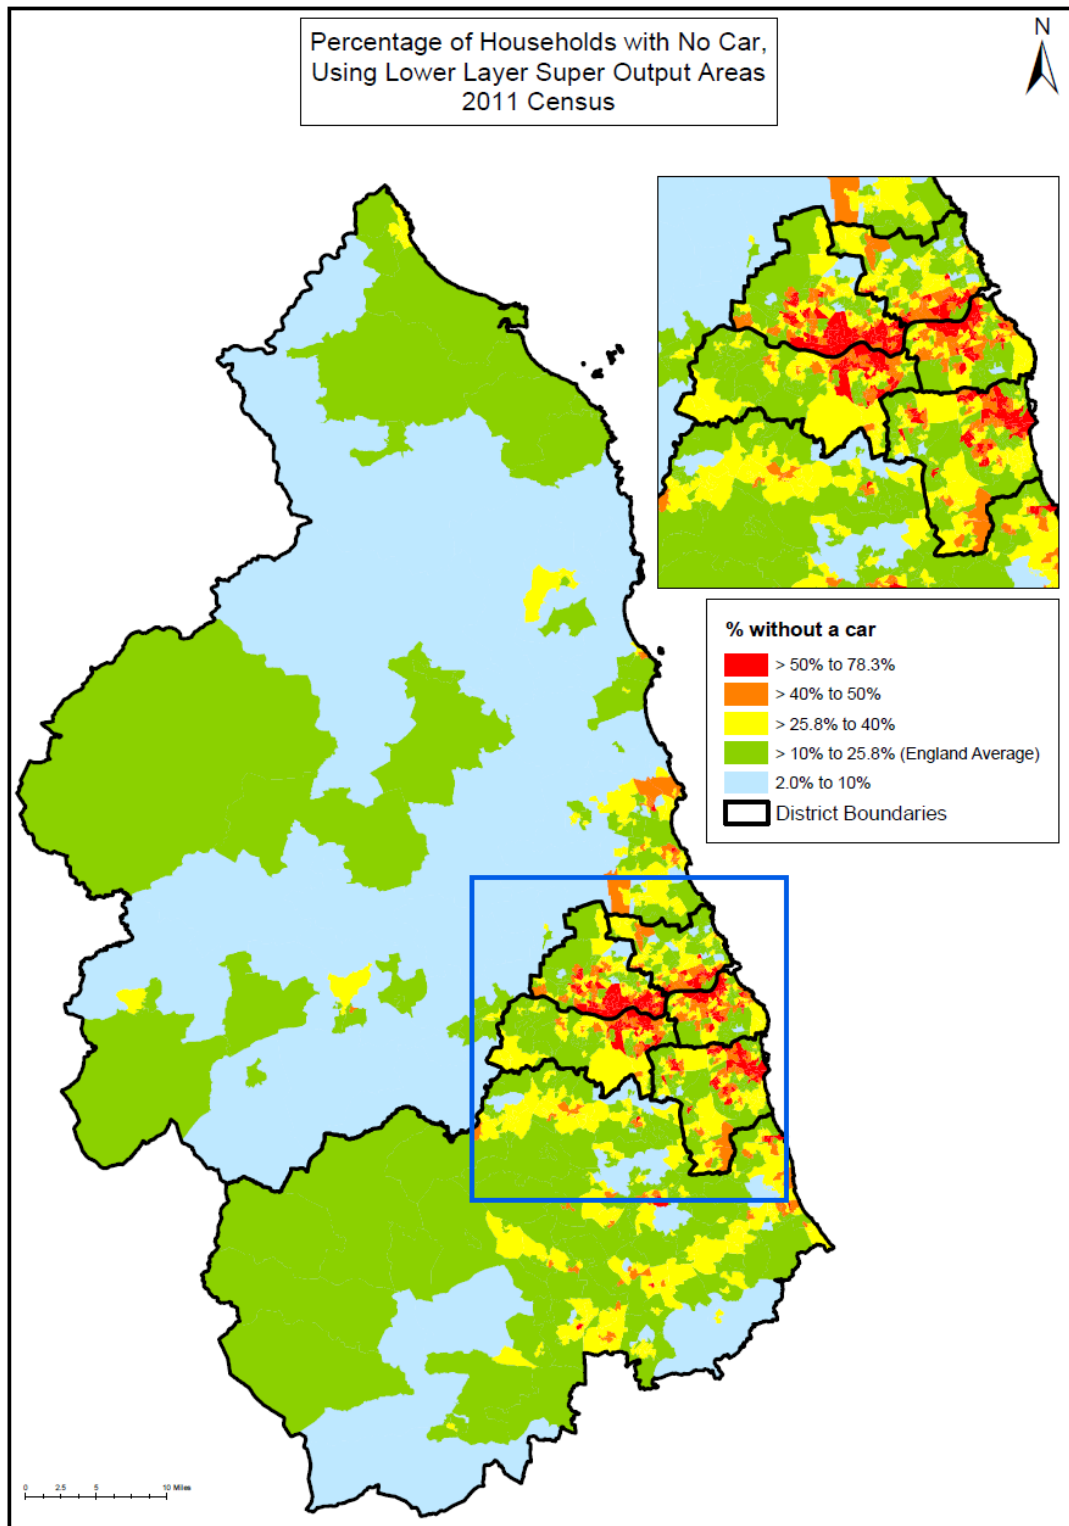 Percentage of Households with No Car,
Using Lower Layer Super Output Areas
2011 Census
N
% without a car
> 50% to 78.3%
> 40% to 50%
> 25.8% to 40%
> 10% to 25.8% (England Average)
2.0% to 10%
District Boundaries
0 2.5 5 10 Miles